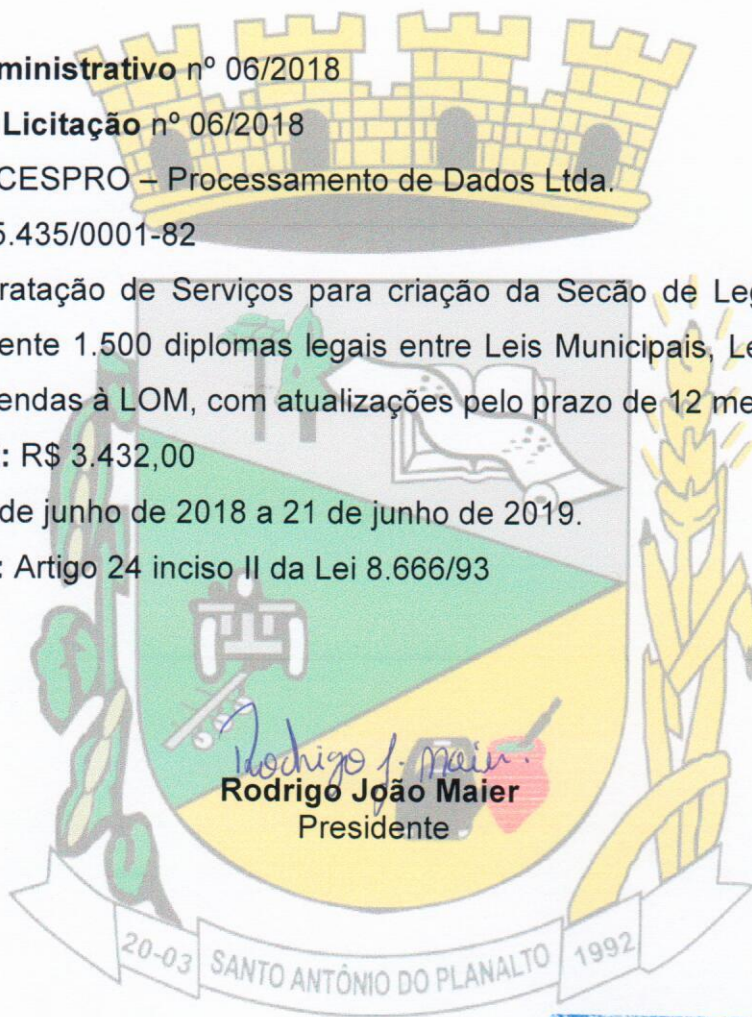 ministrativo nº 06/2018
Licitação nº 06/2018
CESPRO – Processamento de Dados Ltda.
5.435/0001-82
ratação de Serviços para criação da Secão de Leg
ente 1.500 diplomas legais entre Leis Municipais, Le
endas à LOM, com atualizações pelo prazo de 12 me
: R$ 3.432,00
de junho de 2018 a 21 de junho de 2019.
: Artigo 24 inciso II da Lei 8.666/93
Rodrigo J. Maier.
Rodrigo João Maier
Presidente
20-03 SANTO ANTÔNIO DO PLANALTO 1992